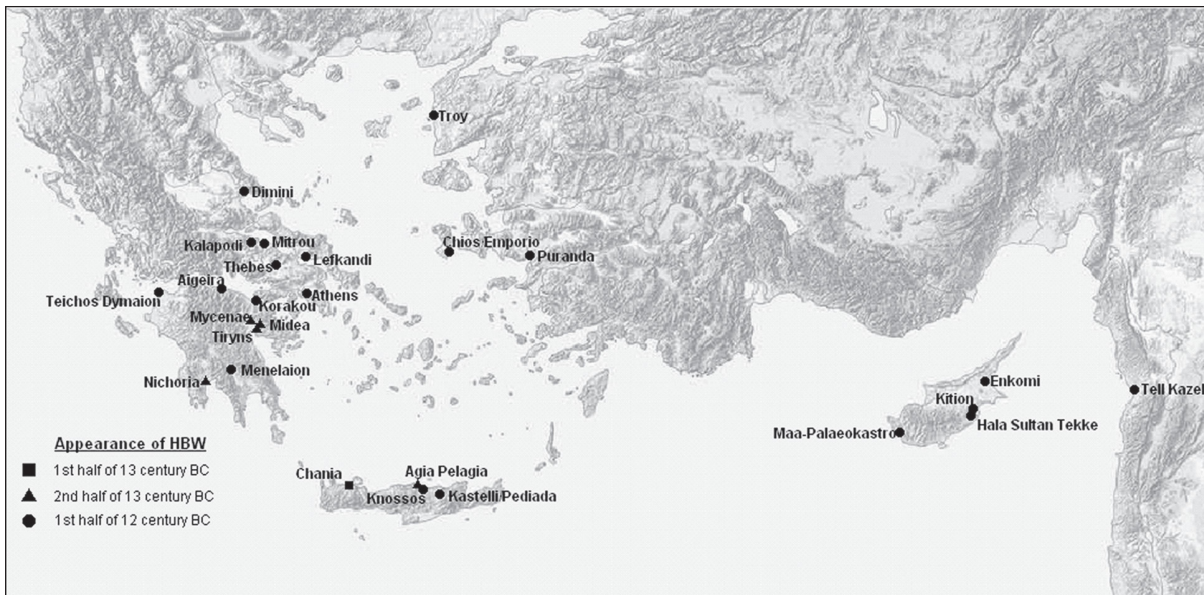 Troy
Dimini
Kalapodi
Mitrou
Chios Emporio
Lefkandi
Puranda
Thebes
Aigeira
Teichos Dymaion
Athens
Korakou
Mycenae
Midea
Tiryns
Menelaion
Nichoria
Enkomi
Tell Kazel
Kition
Hala Sultan Tekke
Maa-Palaeokastro
Appearance of HBW
1st half of 13 century BC
2nd half of 13 century BC
1st half of 12 century BC
Chania
Agia Pelagia
Knossos
Kastelli/Pediada